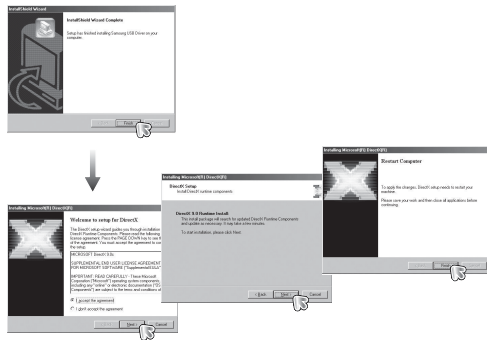 InstallShield Wizard
InstallShield Wizard Complete
Setup has finished installing Samsung USB Driver on your
computer.
Finish
Installing Microsoft(R) DirectX(R)
Welcome to setup for DirectX
The DirectX setup wizard guides you through installation
DirectX Runtime Components. Please read the following
license agreement. Press the PAGE DOWN key to see
of the agreement. You must accept the agreement to
the setup.
MICROSOFT DirectX 9.0c
SUPPLEMENTAL END USER LICENSE AGREEMENT
FOR MICROSOFT SOFTWARE ("Supplemental EULA"
IMPORTANT: READ CAREFULLY - These Microsoft
Corporation ("Microsoft") operating system components,
including any "online" or electronic documentation ("OS
Components") are subject to the terms and conditions
I accept the agreement
I don't accept the agreement
Next >
Cancel
Installing Microsoft(R) DirectX(R)
DirectX Setup
Install DirectX runtime components
DirectX 9.0 Runtime Install:
This install package will search for updated DirectX Runtime Components
and update as necessary. It may take a few minutes.
To start installation, please click Next.
< Back
Next >
Cancel
Installing Microsoft(R) DirectX(R)
Restart Computer
To apply the changes, DirectX setup needs to restart your
machine.
Please save your work and then close all applications before
continuing.
Finish